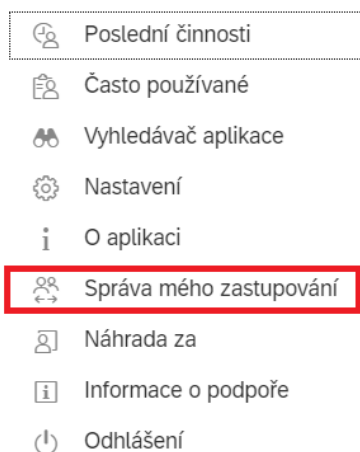 Poslední činnosti
Často používané
Vyhledávač aplikace
Nastavení
O aplikaci
Správa mého zastupování
Náhrada za
Informace o podpoře
Odhlášení